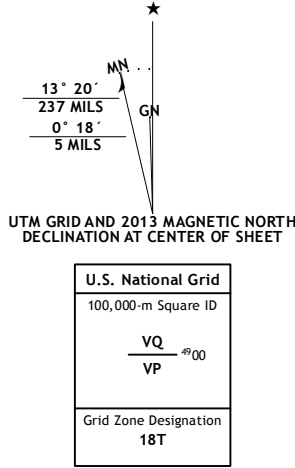 ★
MN
13° 20´
237 MILS
GN
0° 18´
5 MILS
UTM GRID AND 2013 MAGNETIC NORTH
DECLINATION AT CENTER OF SHEET
U.S. National Grid
100,000-m Square ID
VQ
4900
VP
Grid Zone Designation
18T